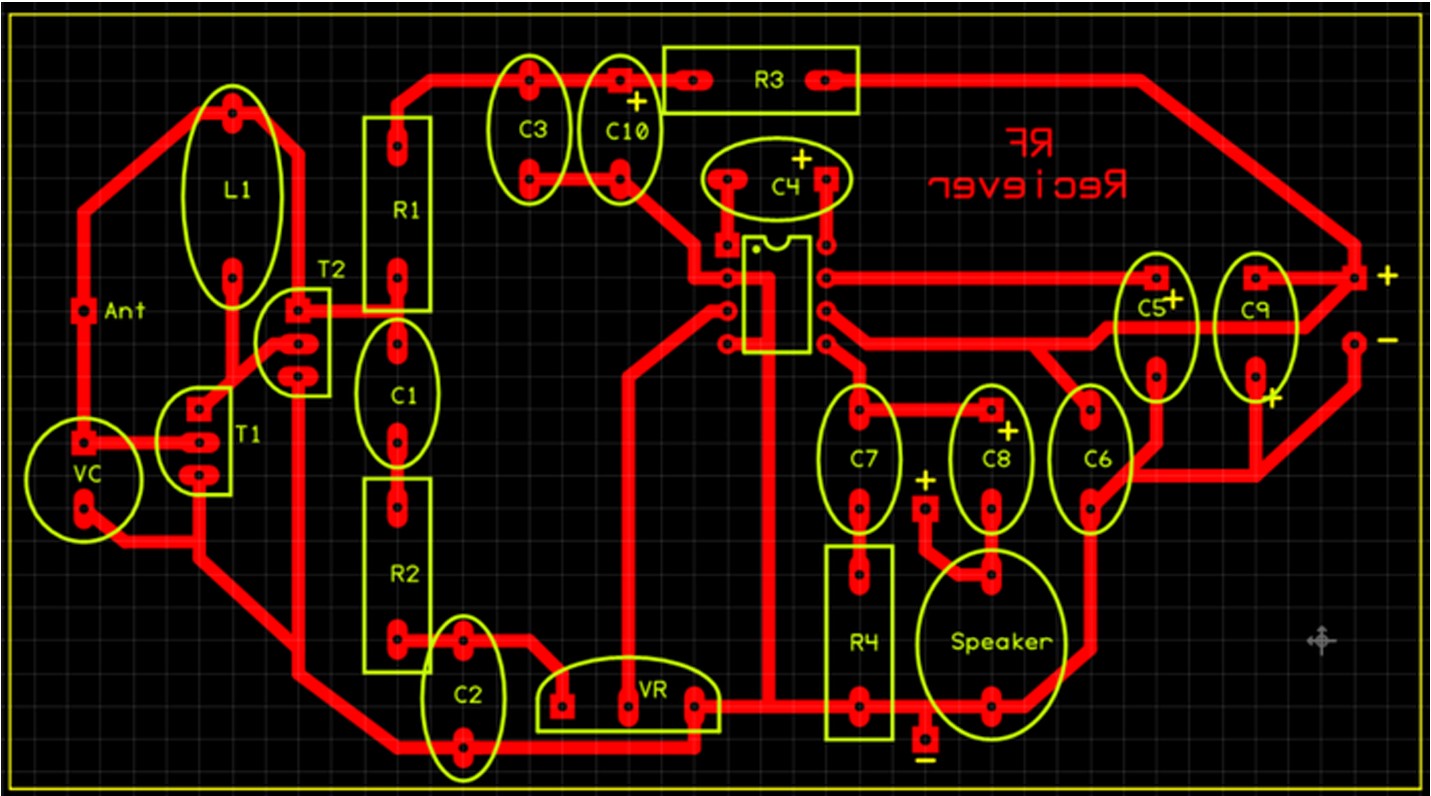 R3
C3
C10
+
RF
Reciever
+
C4
L1
R1
T2
Ant
C5
+
C9
+
−
C1
+
T1
VC
C7
C8
+
C6
+
R2
R4
Speaker
C2
VR
−